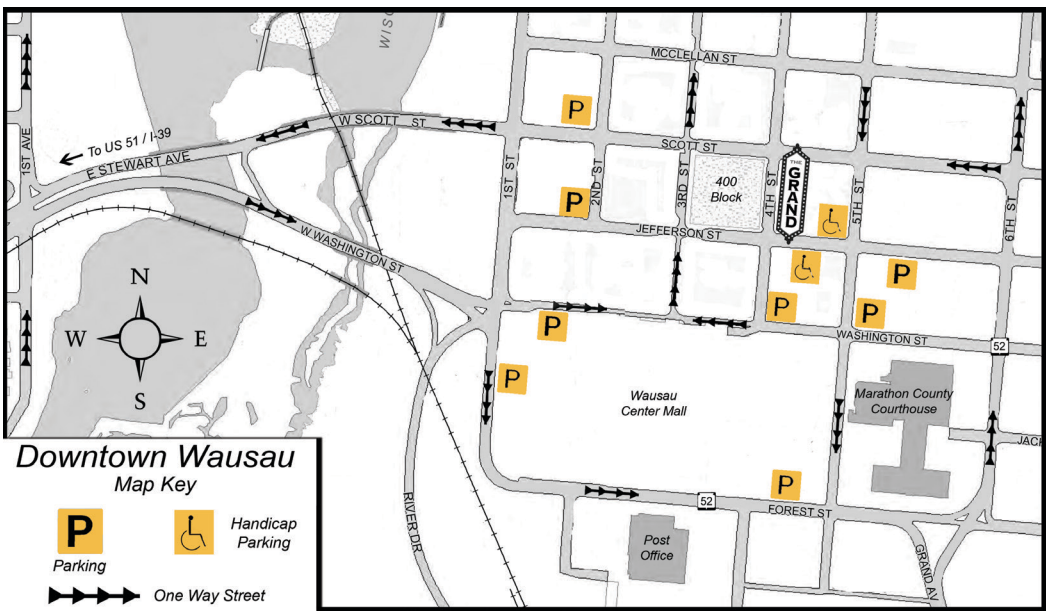 WISC
MCCLELLAN ST
P
W SCOTT ST
SCOTT ST
To US 51 / I-39
E STEWART AVE
1ST AVE
1ST ST
2ND ST
3RD ST
400
Block
4TH ST
THE
GRAND
5TH ST
6TH ST
P
JEFFERSON ST
W WASHINGTON ST
P
P
P
P
WASHINGTON ST
52
N
W E
S
P
Wausau
Center Mall
Marathon County
Courthouse
JACK
P
52
FOREST ST
RIVER DR
Post
Office
GRAND AV
Downtown Wausau
Map Key
P
Parking
Handicap
Parking
One Way Street